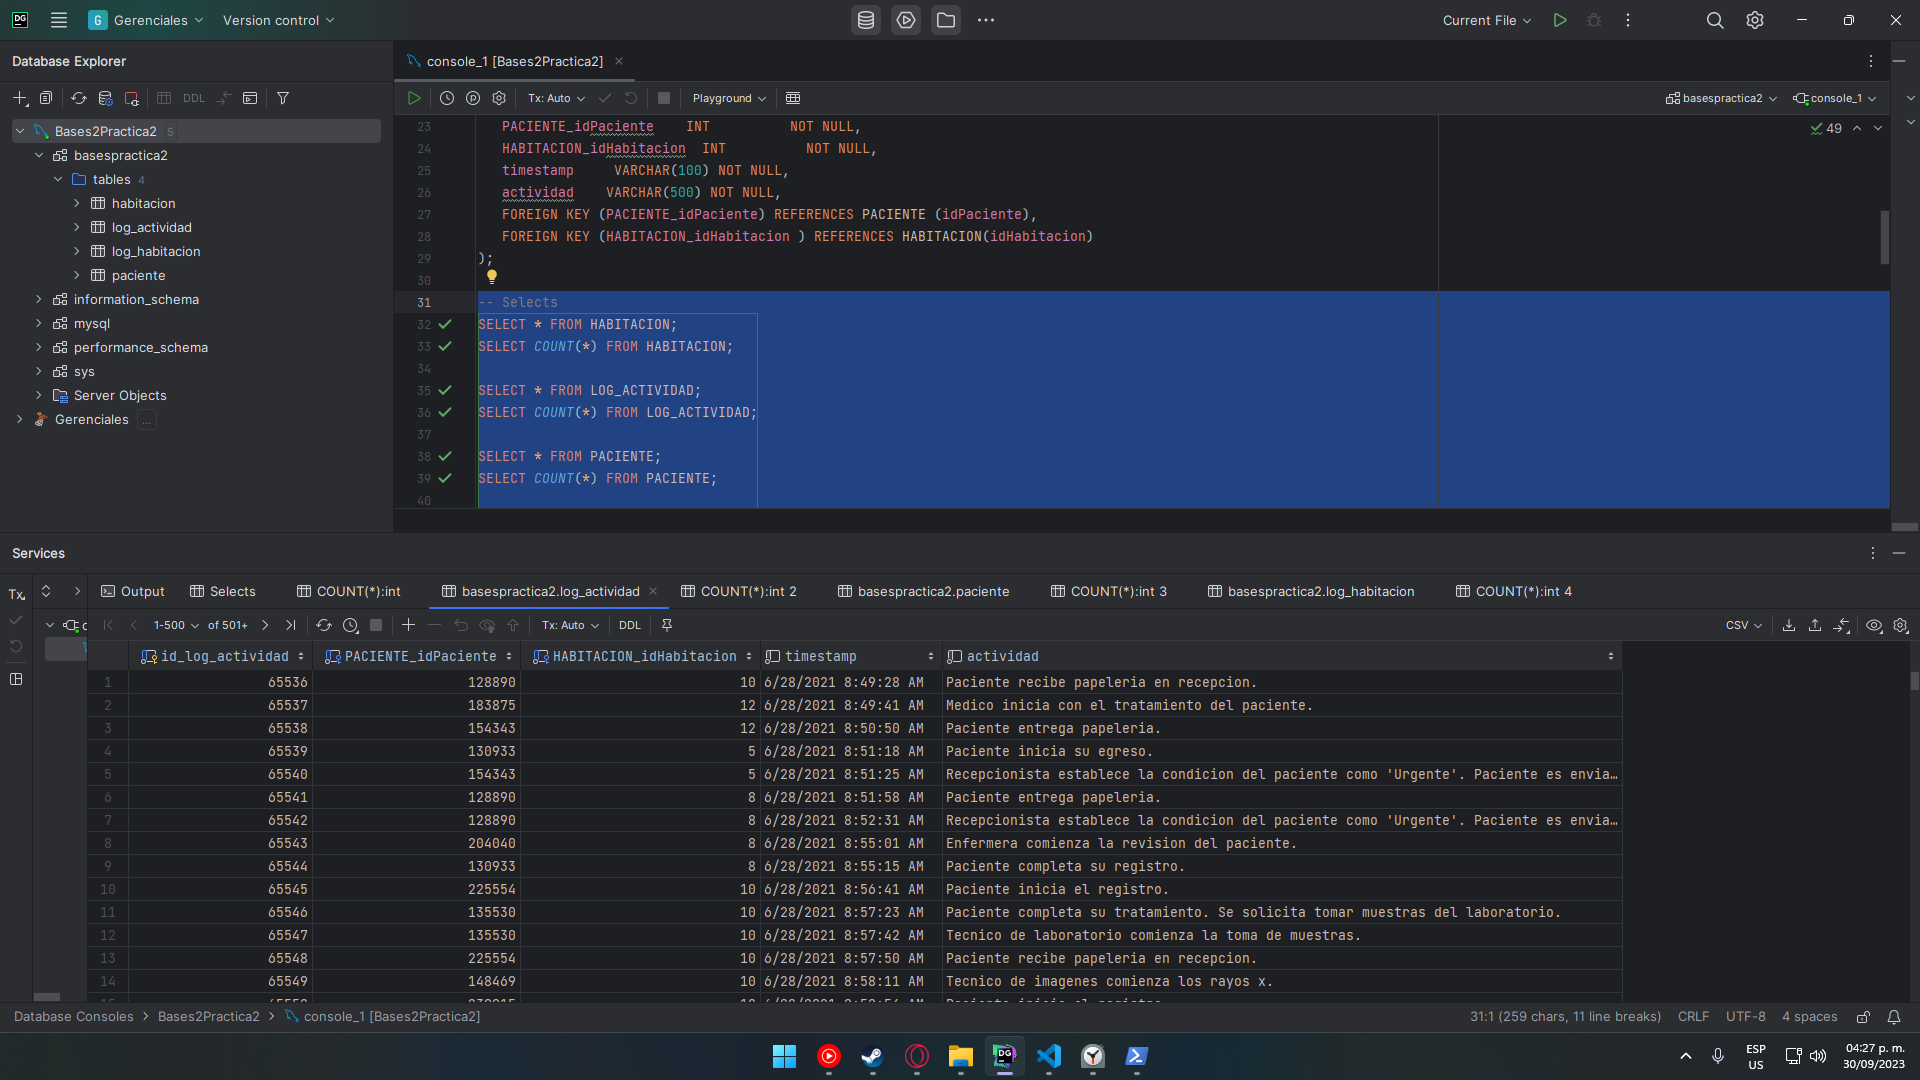 DG
G Gerenciales
Version control
Current File
Database Explorer
console_1 [Bases2Practica2]
DDL
Tx: Auto
Playground
basespractica2
console_1
Bases2Practica2 5
basespractica2
tables 4
habitacion
log_actividad
log_habitacion
paciente
information_schema
mysql
performance_schema
sys
Server Objects
Gerenciales ...
49
23 PACIENTE_idPaciente INT NOT NULL,
24 HABITACION_idHabitacion INT NOT NULL,
25 timestamp VARCHAR(100) NOT NULL,
26 actividad VARCHAR(500) NOT NULL,
27 FOREIGN KEY (PACIENTE_idPaciente) REFERENCES PACIENTE (idPaciente),
28 FOREIGN KEY (HABITACION_idHabitacion ) REFERENCES HABITACION(idHabitacion)
29 );
30
31 -- Selects
32 SELECT * FROM HABITACION;
33 SELECT COUNT(*) FROM HABITACION;
34
35 SELECT * FROM LOG_ACTIVIDAD;
36 SELECT COUNT(*) FROM LOG_ACTIVIDAD;
37
38 SELECT * FROM PACIENTE;
39 SELECT COUNT(*) FROM PACIENTE;
40
Services
Tx
Output
Selects
COUNT(*):int
basespractica2.log_actividad
COUNT(*):int 2
basespractica2.paciente
COUNT(*):int 3
basespractica2.log_habitacion
COUNT(*):int 4
1-500 of 501+
Tx: Auto
DDL
CSV
id_log_actividad PACIENTE_idPaciente HABITACION_idHabitacion timestamp actividad
1 65536 128890 10 6/28/2021 8:49:28 AM Paciente recibe papeleria en recepcion.
2 65537 183875 12 6/28/2021 8:49:41 AM Medico inicia con el tratamiento del paciente.
3 65538 154343 12 6/28/2021 8:50:50 AM Paciente entrega papeleria.
4 65539 130933 5 6/28/2021 8:51:18 AM Paciente inicia su egreso.
5 65540 154343 5 6/28/2021 8:51:25 AM Recepcionista establece la condicion del paciente como 'Urgente'. Paciente es envia…
6 65541 128890 8 6/28/2021 8:51:58 AM Paciente entrega papeleria.
7 65542 128890 8 6/28/2021 8:52:31 AM Recepcionista establece la condicion del paciente como 'Urgente'. Paciente es envia…
8 65543 204040 8 6/28/2021 8:55:01 AM Enfermera comienza la revision del paciente.
9 65544 130933 8 6/28/2021 8:55:15 AM Paciente completa su registro.
10 65545 225554 10 6/28/2021 8:56:41 AM Paciente inicia el registro.
11 65546 135530 10 6/28/2021 8:57:23 AM Paciente completa su tratamiento. Se solicita tomar muestras del laboratorio.
12 65547 135530 10 6/28/2021 8:57:42 AM Tecnico de laboratorio comienza la toma de muestras.
13 65548 225554 10 6/28/2021 8:57:50 AM Paciente recibe papeleria en recepcion.
14 65549 148469 10 6/28/2021 8:58:11 AM Tecnico de imagenes comienza los rayos x.
Database Consoles > Bases2Practica2 > console_1 [Bases2Practica2]
31:1 (259 chars, 11 line breaks) CRLF UTF-8 4 spaces
ESP
US
04:27 p. m.
30/09/2023